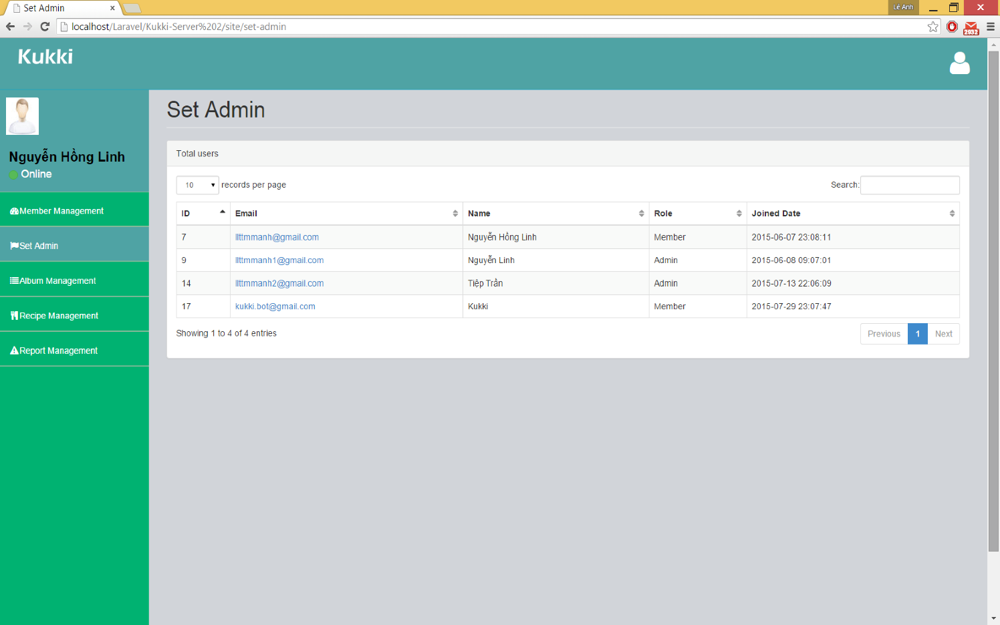 Set Admin
Lê Anh
localhost/Laravel/Kukki-Server%202/site/set-admin
2932
Kukki
Nguyễn Hồng Linh
Online
Member Management
Set Admin
Album Management
Recipe Management
Report Management
Set Admin
Total users
10 records per page
Search:
ID Email Name Role Joined Date
7 llttmmanh@gmail.com Nguyễn Hồng Linh Member 2015-06-07 23:08:11
9 llttmmanh1@gmail.com Nguyễn Linh Admin 2015-06-08 09:07:01
14 llttmmanh2@gmail.com Tiệp Trần Admin 2015-07-13 22:06:09
17 kukki.bot@gmail.com Kukki Member 2015-07-29 23:07:47
Showing 1 to 4 of 4 entries
Previous 1 Next